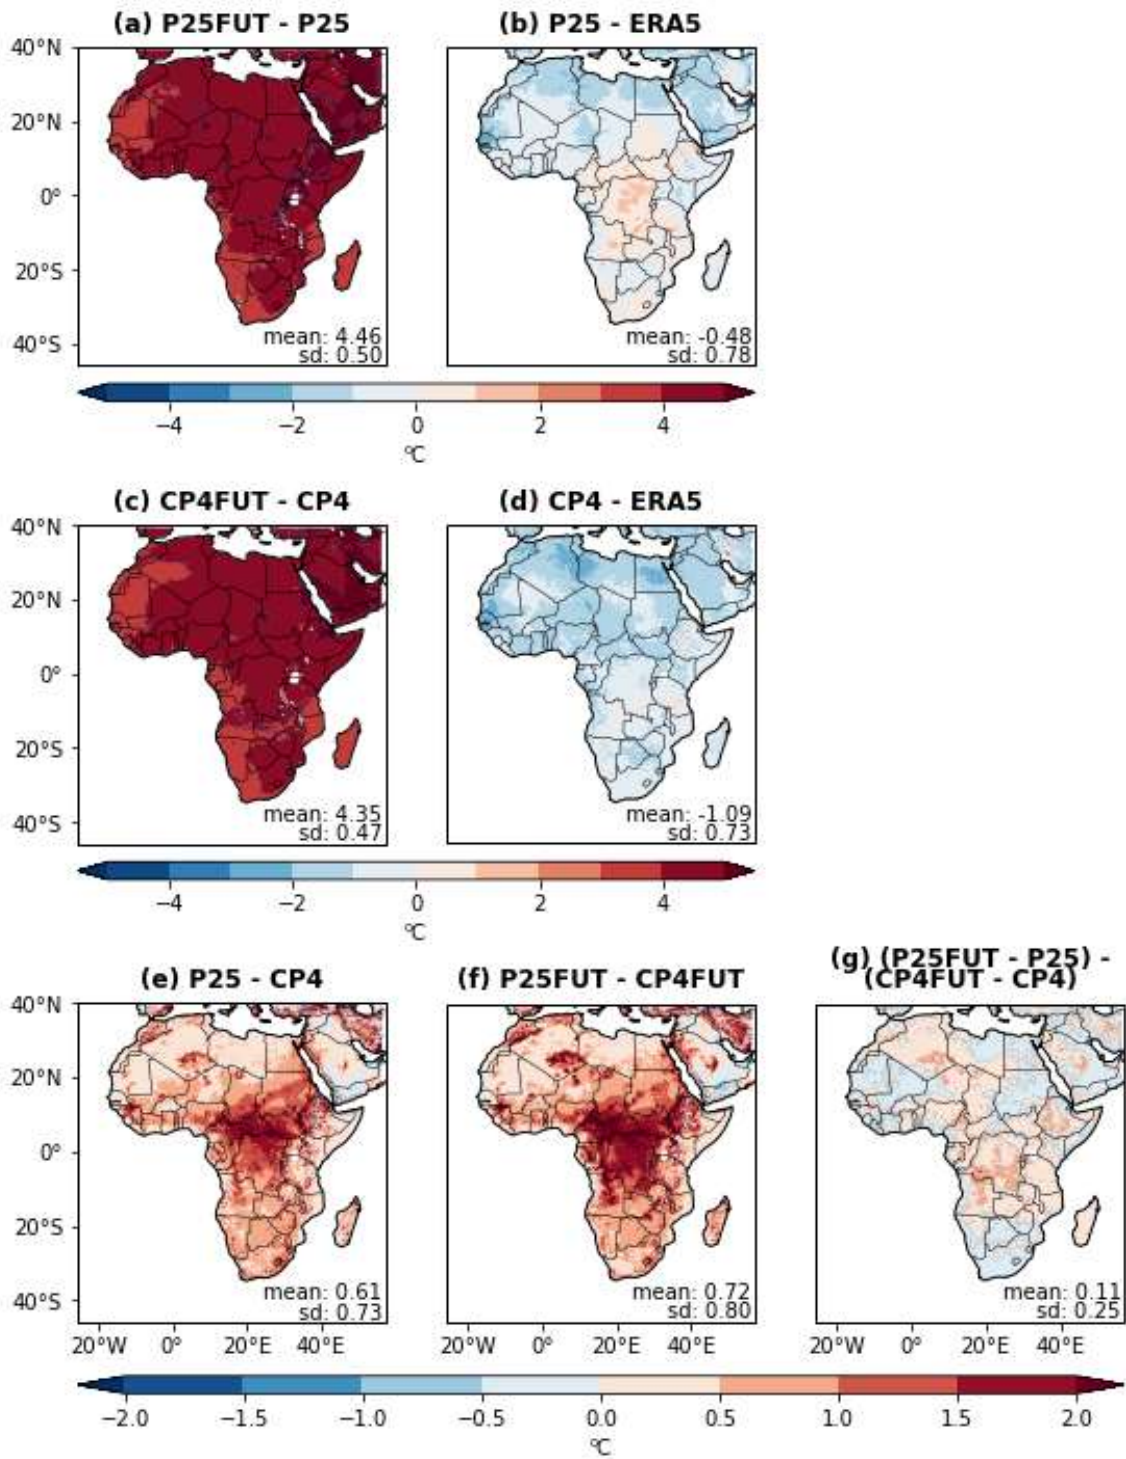 (a) P25FUT - P25
(b) P25 - ERA5
40°N
20°N
0°
20°S
40°S
mean: 4.46
sd: 0.50
mean: -0.48
sd: 0.78
−4
−2
0
2
4
°C
(c) CP4FUT - CP4
(d) CP4 - ERA5
40°N
20°N
0°
20°S
40°S
mean: 4.35
sd: 0.47
mean: -1.09
sd: 0.73
−4
−2
0
2
4
°C
(e) P25 - CP4
(f) P25FUT - CP4FUT
(g) (P25FUT - P25) -
(CP4FUT - CP4)
40°N
20°N
0°
20°S
40°S
mean: 0.61
sd: 0.73
mean: 0.72
sd: 0.80
mean: 0.11
sd: 0.25
20°W 0° 20°E 40°E
20°W 0° 20°E 40°E
20°W 0° 20°E 40°E
−2.0
−1.5
−1.0
−0.5
0.0
0.5
1.0
1.5
2.0
°C